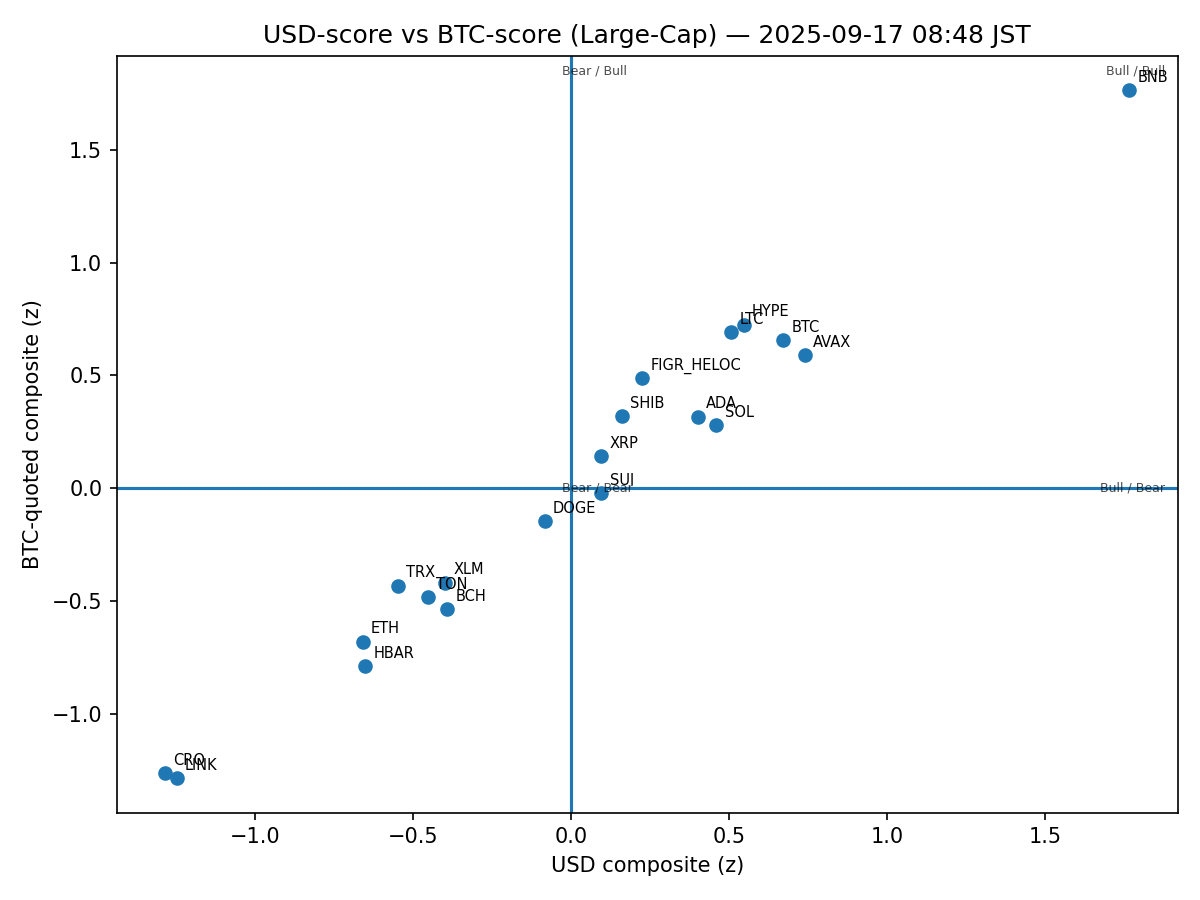 USD-score vs BTC-score (Large-Cap) — 2025-09-17 08:48 JST
Bear / Bull
Bull / Bull
BNB
1.5
1.0
HYPE
LTC
BTC
AVAX
FIGR_HELOC
0.5
SHIB
ADA
SOL
XRP
SUI
0.0
Bear / Bear
Bull / Bear
DOGE
TRX
XLM
TON
BCH
−0.5
ETH
HBAR
−1.0
CRO
LINK
−1.0
−0.5
0.0
0.5
1.0
1.5
USD composite (z)
BTC-quoted composite (z)